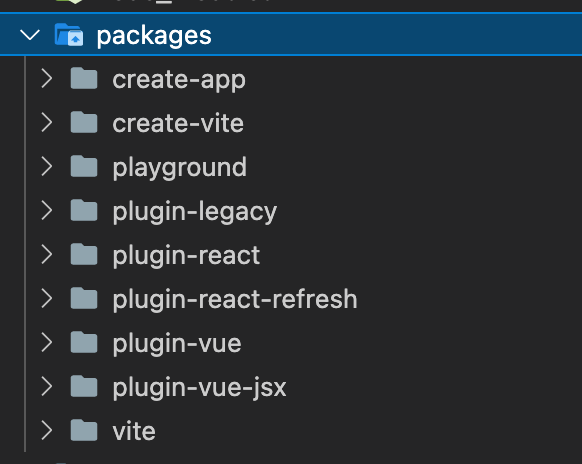 packages
create-app
create-vite
playground
plugin-legacy
plugin-react
plugin-react-refresh
plugin-vue
plugin-vue-jsx
vite